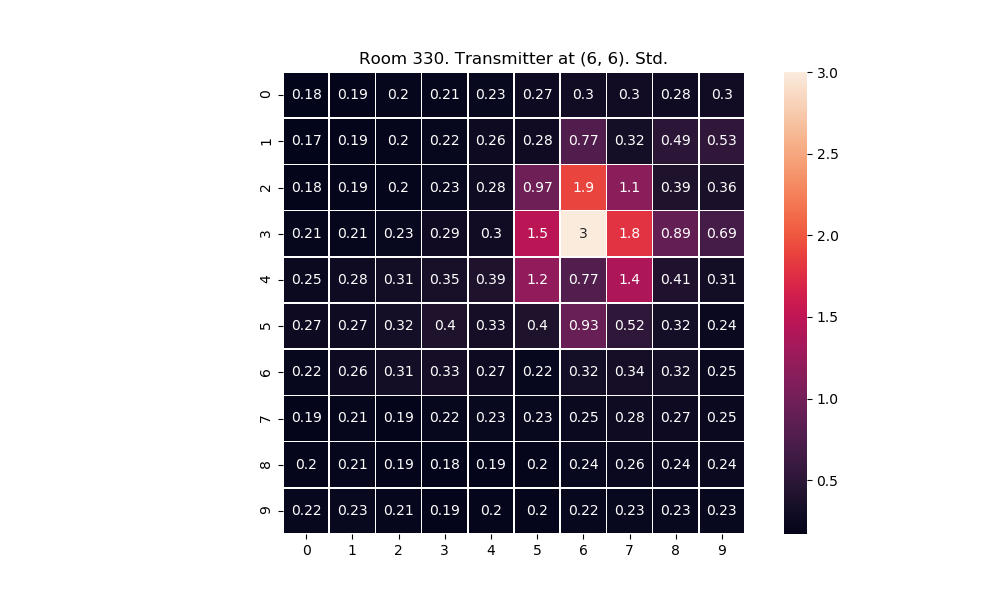 Room 330. Transmitter at (6, 6). Std.
0 0.18 0.19 0.2 0.21 0.23 0.27 0.3 0.3 0.28 0.3
1 0.17 0.19 0.2 0.22 0.26 0.28 0.77 0.32 0.49 0.53
2 0.18 0.19 0.2 0.23 0.28 0.97 1.9 1.1 0.39 0.36
3 0.21 0.21 0.23 0.29 0.3 1.5 3 1.8 0.89 0.69
4 0.25 0.28 0.31 0.35 0.39 1.2 0.77 1.4 0.41 0.31
5 0.27 0.27 0.32 0.4 0.33 0.4 0.93 0.52 0.32 0.24
6 0.22 0.26 0.31 0.33 0.27 0.22 0.32 0.34 0.32 0.25
7 0.19 0.21 0.19 0.22 0.23 0.23 0.25 0.28 0.27 0.25
8 0.2 0.21 0.19 0.18 0.19 0.2 0.24 0.26 0.24 0.24
9 0.22 0.23 0.21 0.19 0.2 0.2 0.22 0.23 0.23 0.23
0 1 2 3 4 5 6 7 8 9
3.0
2.5
2.0
1.5
1.0
0.5